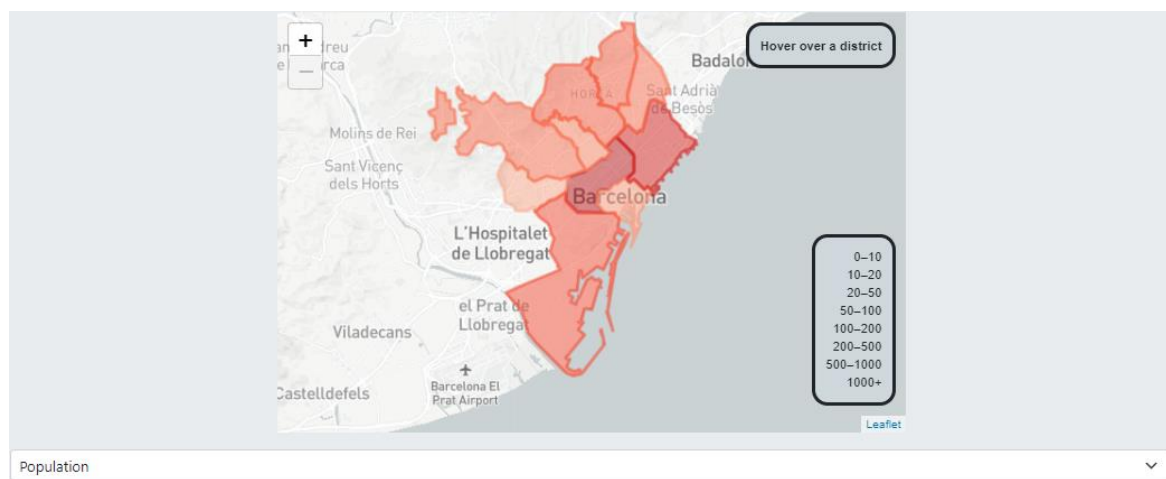 +
−
Hover over a district
Badalo
HORTA
Sant Adrià
de Besòs
Molins de Rei
Sant Vicenç
dels Horts
Barcelona
L'Hospitalet
de Llobregat
el Prat de
Llobregat
Viladecans
Barcelona El
Prat Airport
Castelldefels
0–10
10–20
20–50
50–100
100–200
200–500
500–1000
1000+
Leaflet
Population